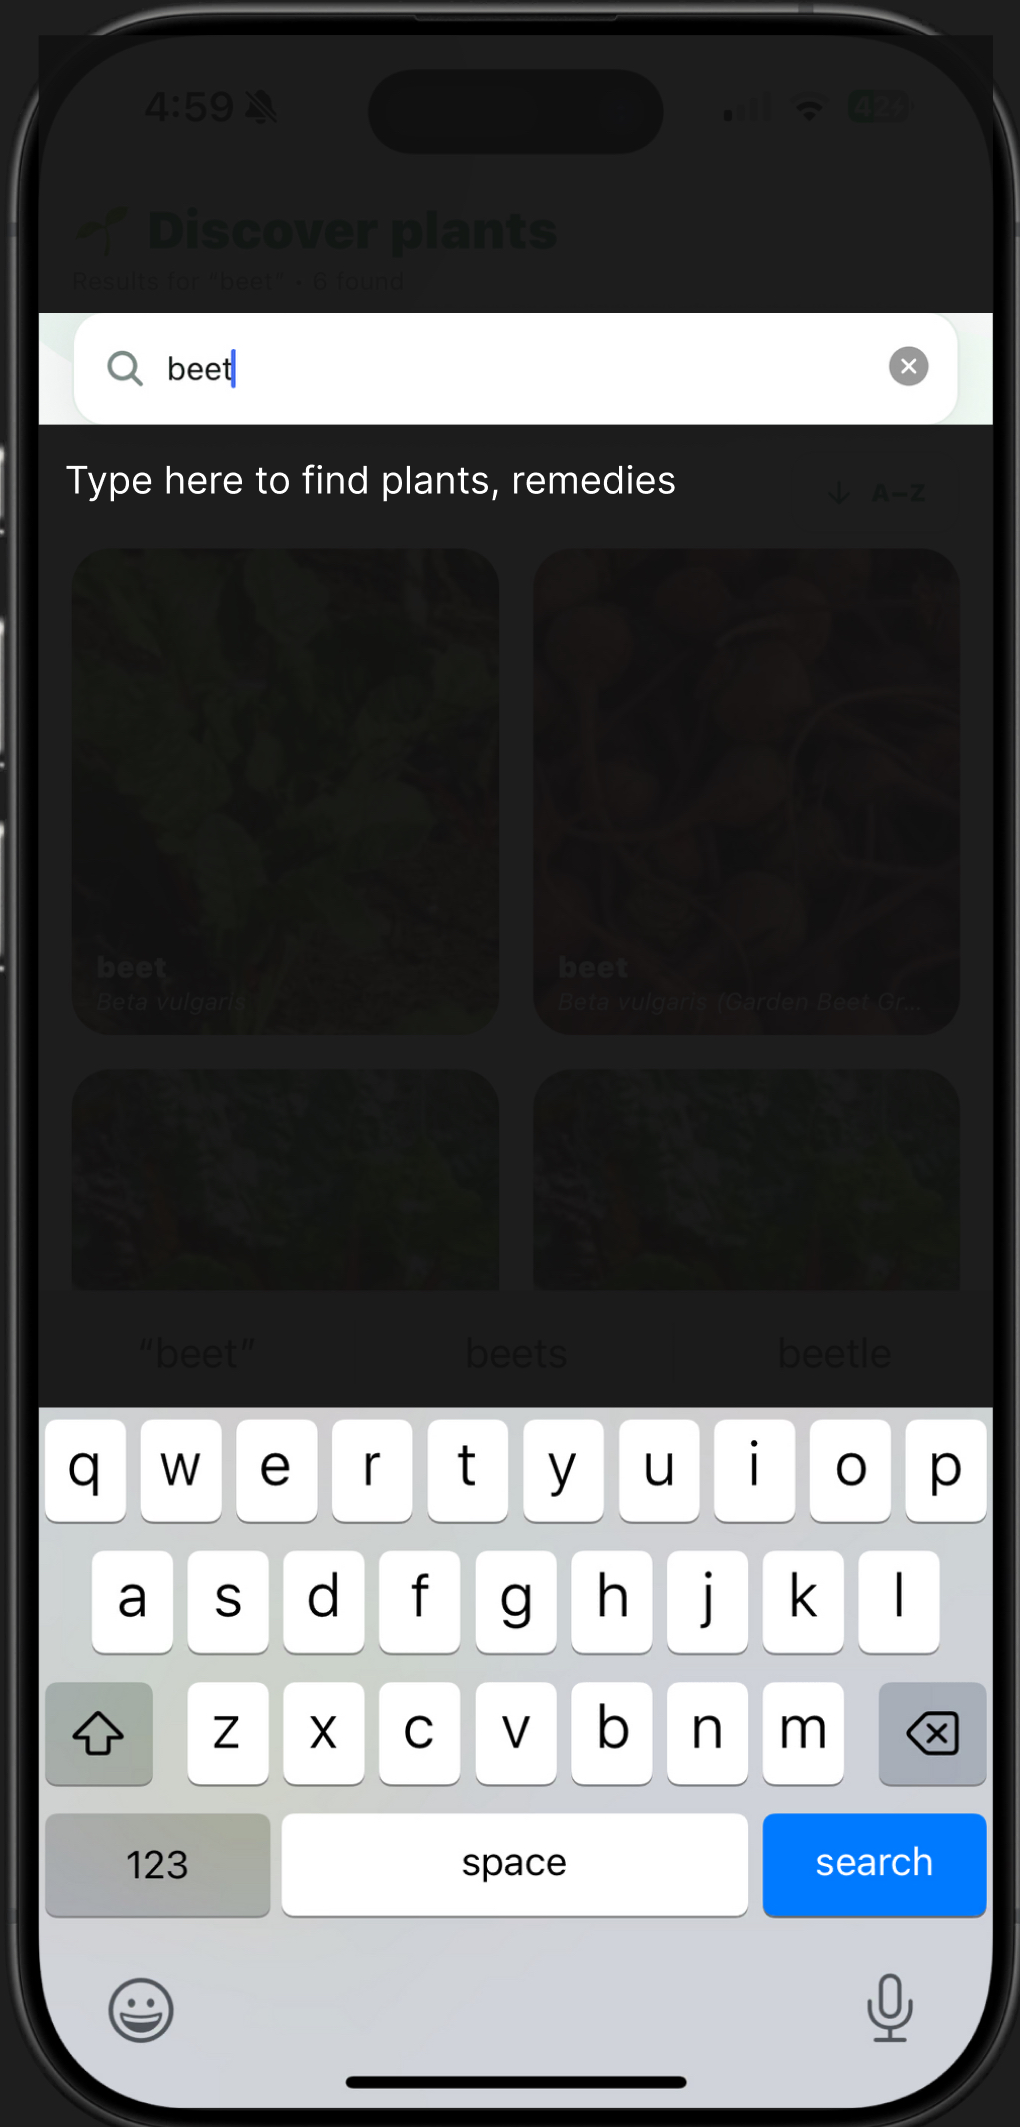 4:59 42
Discover plants
Results for "beet" • 6 found
beet
Type here to find plants, remedies
↓ A–Z
beet beet
Beta vulgaris Beta vulgaris (Garden Beet Gr...
"beet" beets beetle
q w e r t y u i o p
a s d f g h j k l
z x c v b n m
123 space search